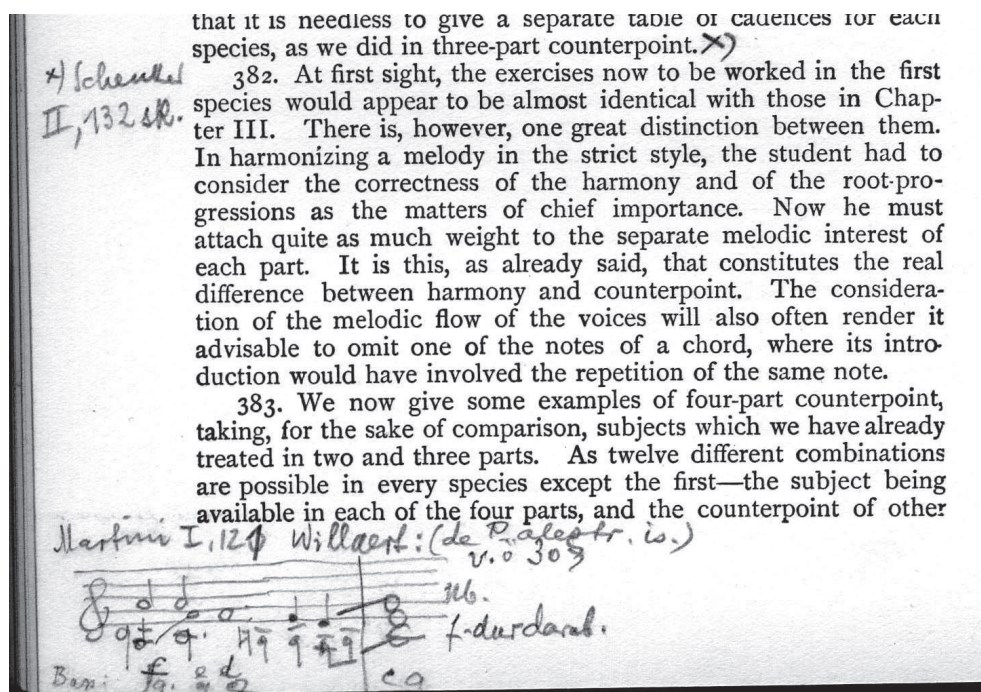 that it is needless to give a separate table of cadences for each
species, as we did in three-part counterpoint.X)
x) Schenker
II, 132 sk.
382. At first sight, the exercises now to be worked in the first
species would appear to be almost identical with those in Chap-
ter III. There is, however, one great distinction between them.
In harmonizing a melody in the strict style, the student had to
consider the correctness of the harmony and of the root-pro-
gressions as the matters of chief importance. Now he must
attach quite as much weight to the separate melodic interest of
each part. It is this, as already said, that constitutes the real
difference between harmony and counterpoint. The considera-
tion of the melodic flow of the voices will also often render it
advisable to omit one of the notes of a chord, where its intro-
duction would have involved the repetition of the same note.
383. We now give some examples of four-part counterpoint,
taking, for the sake of comparison, subjects which we have already
treated in two and three parts. As twelve different combinations
are possible in every species except the first—the subject being
available in each of the four parts, and the counterpoint of other
Martini I, Willaert: (de Palestr. is.)
v.ö 303
Nb.
f-durdarab.
Bass: